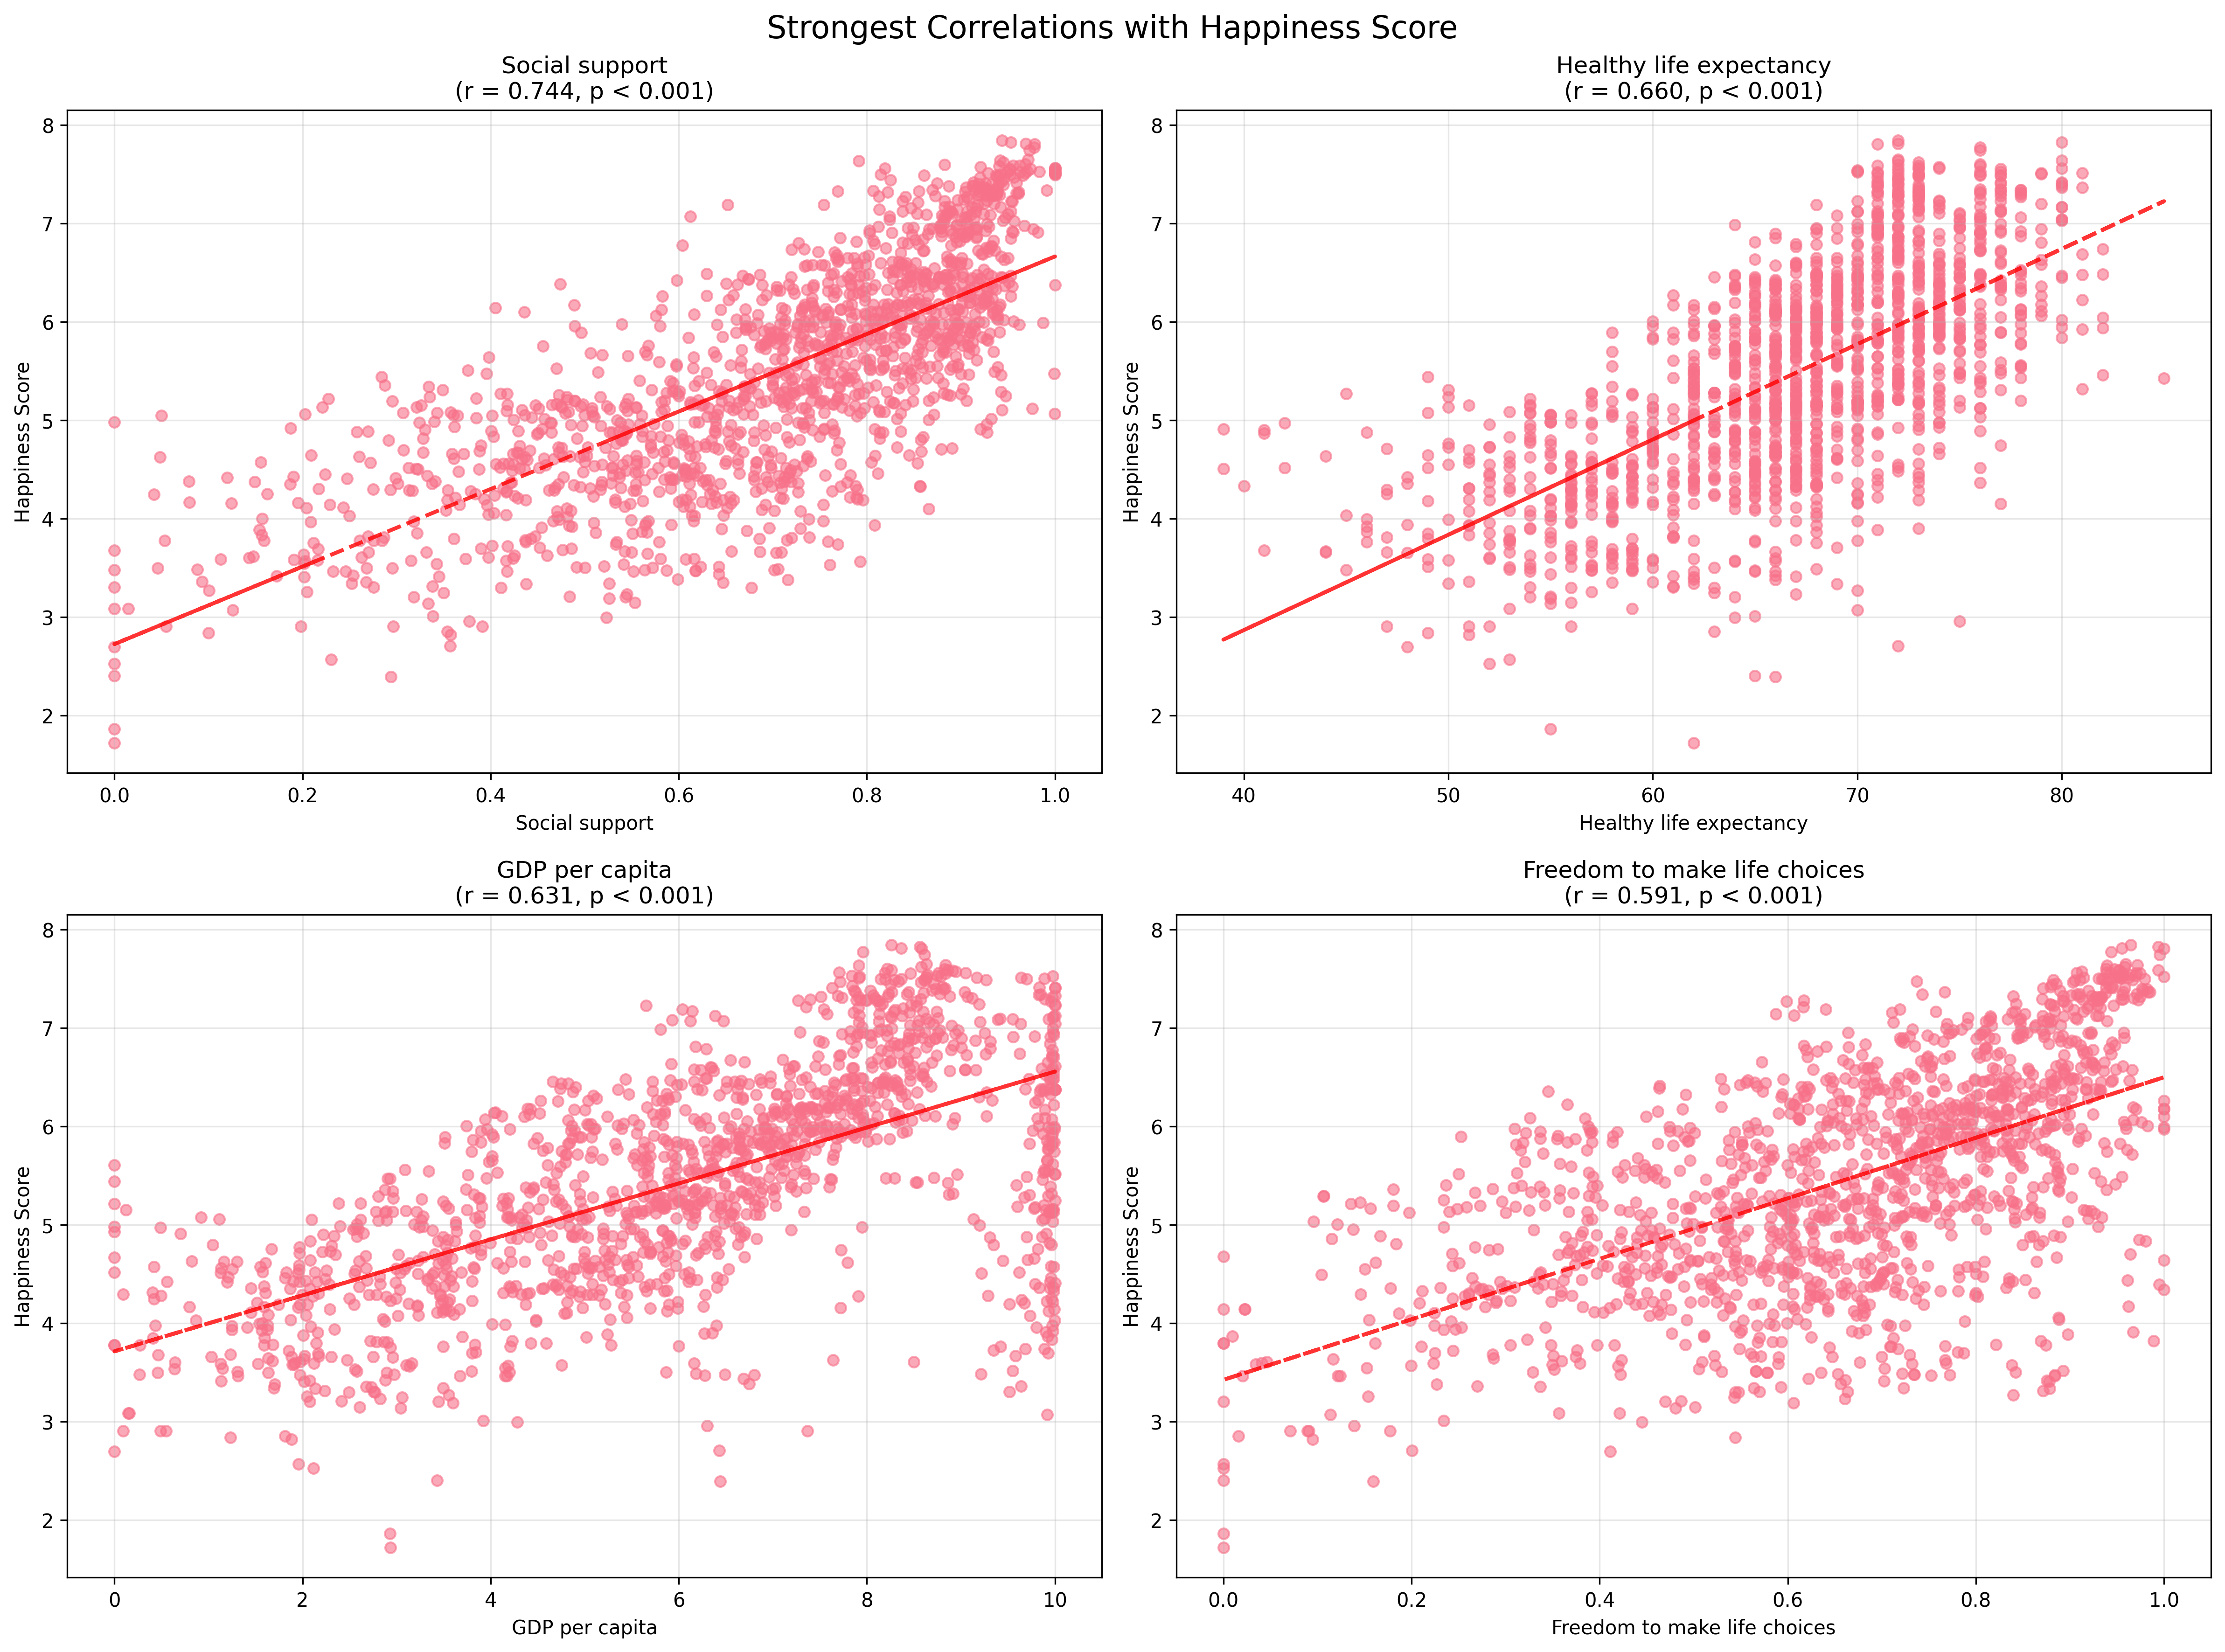 Strongest Correlations with Happiness Score
Social support
(r = 0.744, p < 0.001)
Happiness Score
8
7
6
5
4
3
2
0.0 0.2 0.4 0.6 0.8 1.0
Social support
Healthy life expectancy
(r = 0.660, p < 0.001)
Happiness Score
8
7
6
5
4
3
2
40 50 60 70 80
Healthy life expectancy
GDP per capita
(r = 0.631, p < 0.001)
Happiness Score
8
7
6
5
4
3
2
0 2 4 6 8 10
GDP per capita
Freedom to make life choices
(r = 0.591, p < 0.001)
Happiness Score
8
7
6
5
4
3
2
0.0 0.2 0.4 0.6 0.8 1.0
Freedom to make life choices